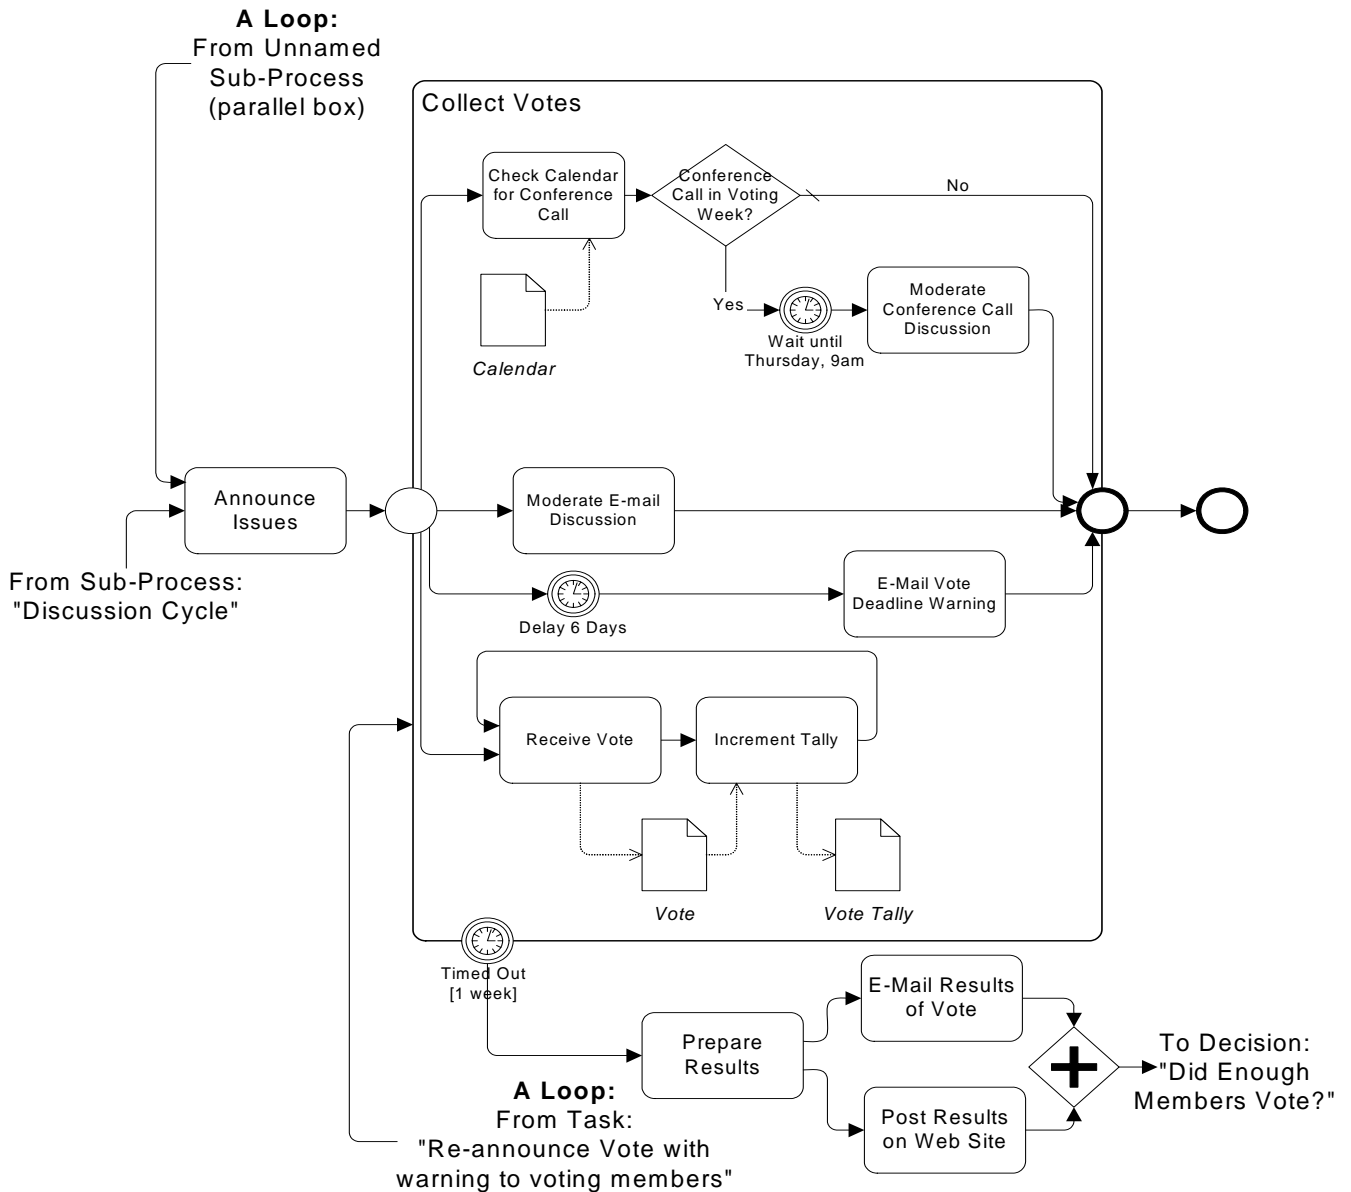 A Loop:
From Unnamed
Sub-Process
(parallel box)
Collect Votes
Check Calendar
for Conference
Call
Conference
Call in Voting
Week?
No
Calendar
Yes
Wait until
Thursday, 9am
Moderate
Conference Call
Discussion
Announce
Issues
From Sub-Process:
"Discussion Cycle"
Moderate E-mail
Discussion
Delay 6 Days
E-Mail Vote
Deadline Warning
Receive Vote
Increment Tally
Vote
Vote Tally
Timed Out
[1 week]
Prepare
Results
E-Mail Results
of Vote
Post Results
on Web Site
To Decision:
"Did Enough
Members Vote?"
A Loop:
From Task:
"Re-announce Vote with
warning to voting members"